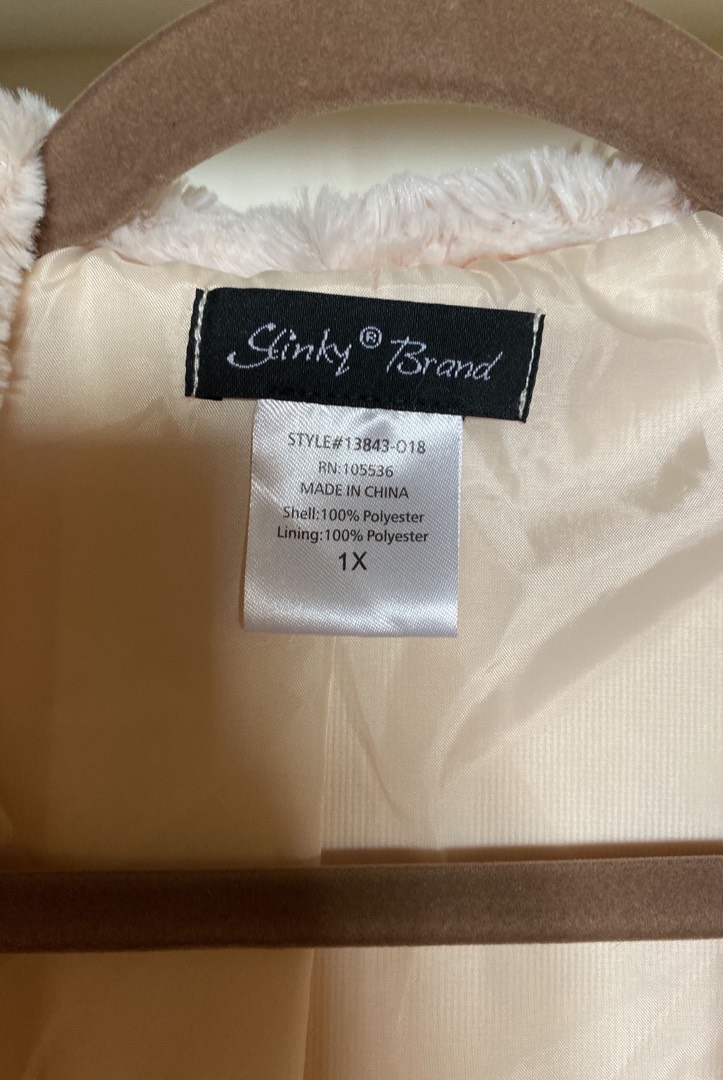 Slinky® Brand
STYLE#13843-018
RN:105536
MADE IN CHINA
Shell:100% Polyester
Lining:100% Polyester
1X